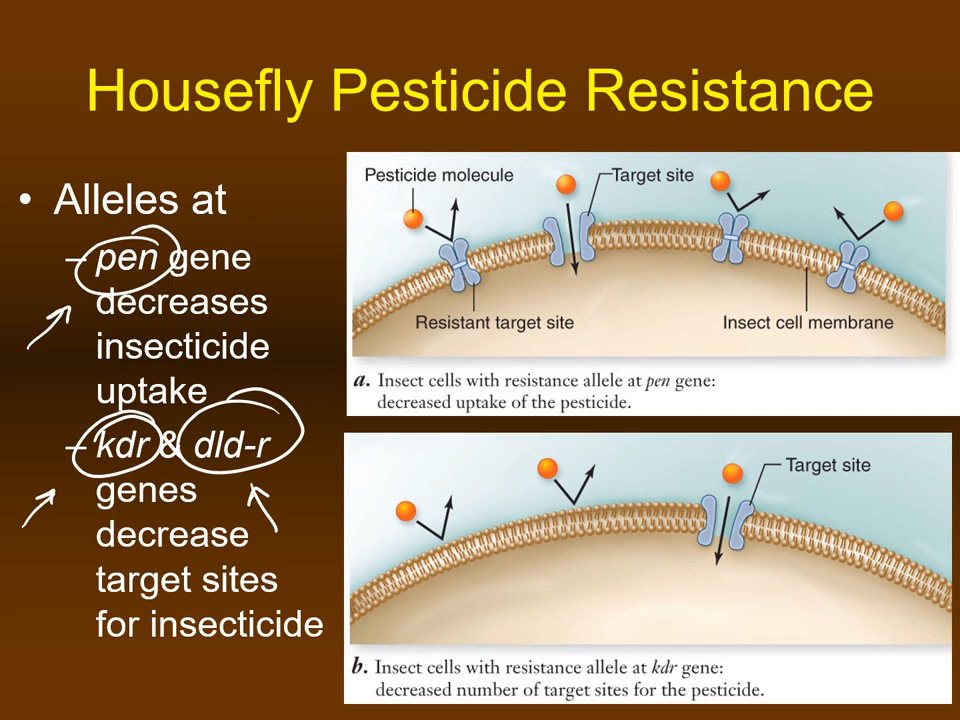 Housefly Pesticide Resistance
• Alleles at
– pen gene
decreases
insecticide
uptake
– kdr & dld-r
genes
decrease
target sites
for insecticide
Pesticide molecule
Target site
Resistant target site
Insect cell membrane
a. Insect cells with resistance allele at pen gene:
decreased uptake of the pesticide.
Target site
b. Insect cells with resistance allele at kdr gene:
decreased number of target sites for the pesticide.